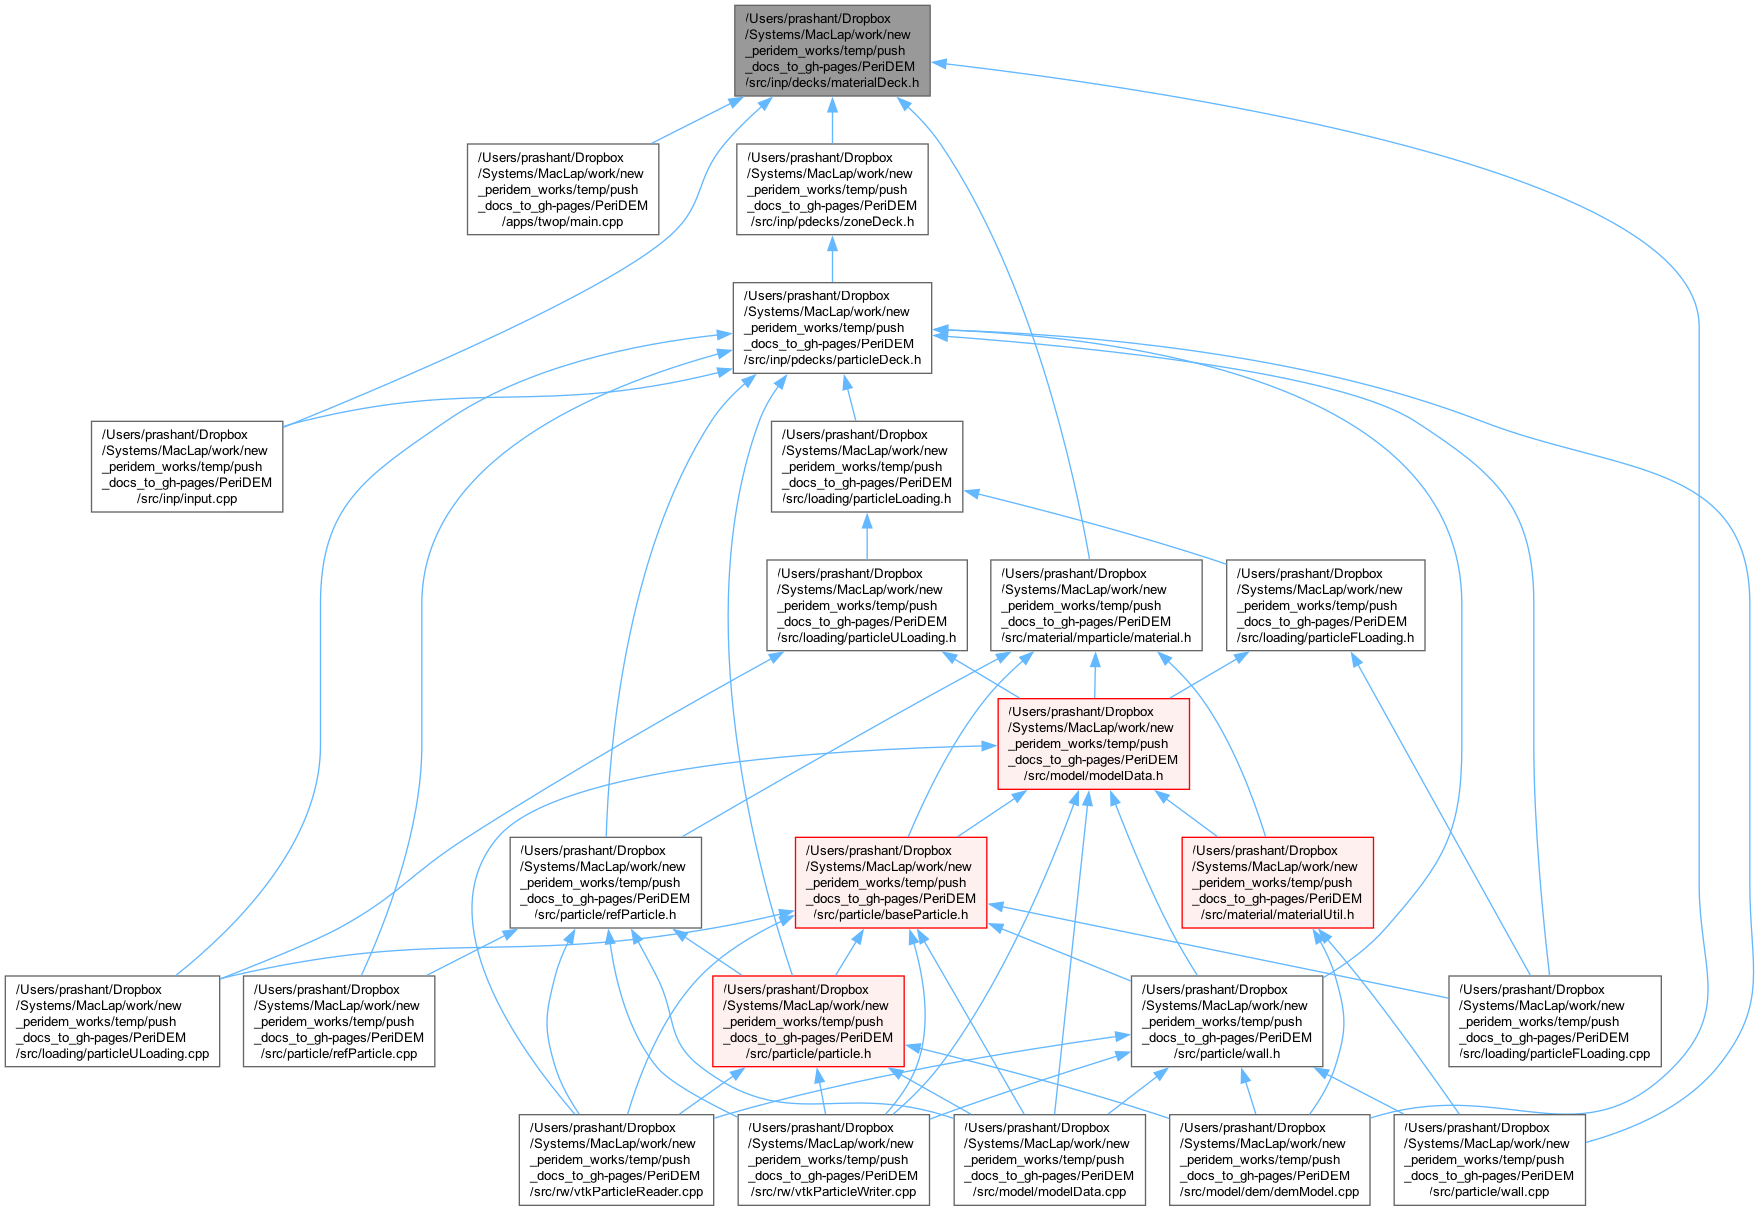 /Users/prashant/Dropbox
/Systems/MacLap/work/new
_peridem_works/temp/push
_docs_to_gh-pages/PeriDEM
/src/inp/decks/materialDeck.h
/Users/prashant/Dropbox
/Systems/MacLap/work/new
_peridem_works/temp/push
_docs_to_gh-pages/PeriDEM
/apps/twop/main.cpp
/Users/prashant/Dropbox
/Systems/MacLap/work/new
_peridem_works/temp/push
_docs_to_gh-pages/PeriDEM
/src/inp/pdecks/zoneDeck.h
/Users/prashant/Dropbox
/Systems/MacLap/work/new
_peridem_works/temp/push
_docs_to_gh-pages/PeriDEM
/src/inp/pdecks/particleDeck.h
/Users/prashant/Dropbox
/Systems/MacLap/work/new
_peridem_works/temp/push
_docs_to_gh-pages/PeriDEM
/src/inp/input.cpp
/Users/prashant/Dropbox
/Systems/MacLap/work/new
_peridem_works/temp/push
_docs_to_gh-pages/PeriDEM
/src/loading/particleLoading.h
/Users/prashant/Dropbox
/Systems/MacLap/work/new
_peridem_works/temp/push
_docs_to_gh-pages/PeriDEM
/src/loading/particleULoading.h
/Users/prashant/Dropbox
/Systems/MacLap/work/new
_peridem_works/temp/push
_docs_to_gh-pages/PeriDEM
/src/material/mparticle/material.h
/Users/prashant/Dropbox
/Systems/MacLap/work/new
_peridem_works/temp/push
_docs_to_gh-pages/PeriDEM
/src/loading/particleFLoading.h
/Users/prashant/Dropbox
/Systems/MacLap/work/new
_peridem_works/temp/push
_docs_to_gh-pages/PeriDEM
/src/model/modelData.h
/Users/prashant/Dropbox
/Systems/MacLap/work/new
_peridem_works/temp/push
_docs_to_gh-pages/PeriDEM
/src/particle/refParticle.h
/Users/prashant/Dropbox
/Systems/MacLap/work/new
_peridem_works/temp/push
_docs_to_gh-pages/PeriDEM
/src/particle/baseParticle.h
/Users/prashant/Dropbox
/Systems/MacLap/work/new
_peridem_works/temp/push
_docs_to_gh-pages/PeriDEM
/src/material/materialUtil.h
/Users/prashant/Dropbox
/Systems/MacLap/work/new
_peridem_works/temp/push
_docs_to_gh-pages/PeriDEM
/src/loading/particleULoading.cpp
/Users/prashant/Dropbox
/Systems/MacLap/work/new
_peridem_works/temp/push
_docs_to_gh-pages/PeriDEM
/src/particle/refParticle.cpp
/Users/prashant/Dropbox
/Systems/MacLap/work/new
_peridem_works/temp/push
_docs_to_gh-pages/PeriDEM
/src/particle/particle.h
/Users/prashant/Dropbox
/Systems/MacLap/work/new
_peridem_works/temp/push
_docs_to_gh-pages/PeriDEM
/src/particle/wall.h
/Users/prashant/Dropbox
/Systems/MacLap/work/new
_peridem_works/temp/push
_docs_to_gh-pages/PeriDEM
/src/loading/particleFLoading.cpp
/Users/prashant/Dropbox
/Systems/MacLap/work/new
_peridem_works/temp/push
_docs_to_gh-pages/PeriDEM
/src/rw/vtkParticleReader.cpp
/Users/prashant/Dropbox
/Systems/MacLap/work/new
_peridem_works/temp/push
_docs_to_gh-pages/PeriDEM
/src/rw/vtkParticleWriter.cpp
/Users/prashant/Dropbox
/Systems/MacLap/work/new
_peridem_works/temp/push
_docs_to_gh-pages/PeriDEM
/src/model/modelData.cpp
/Users/prashant/Dropbox
/Systems/MacLap/work/new
_peridem_works/temp/push
_docs_to_gh-pages/PeriDEM
/src/model/dem/demModel.cpp
/Users/prashant/Dropbox
/Systems/MacLap/work/new
_peridem_works/temp/push
_docs_to_gh-pages/PeriDEM
/src/particle/wall.cpp